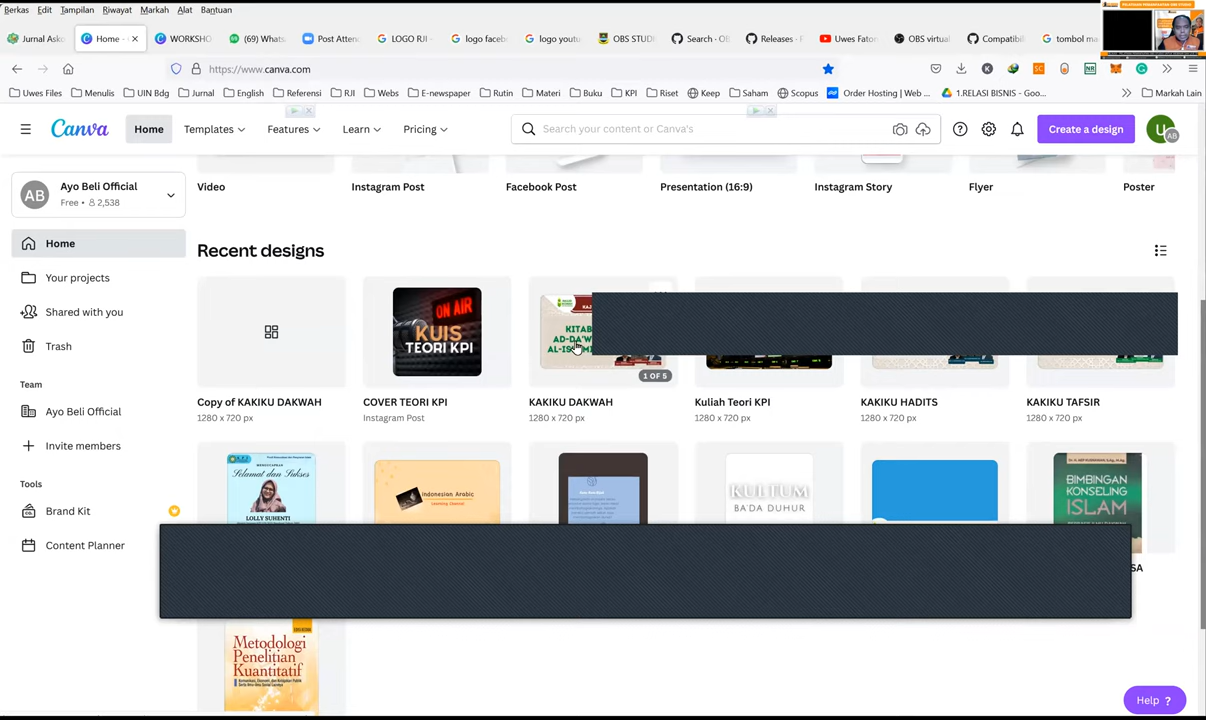 Berkas Edit Tampilan Riwayat Markah Alat Bantuan
Jurnal Asko
Home -
WORKSHO
(69) Whats
Post Atten
LOGO RJI -
logo faceb
logo youtu
OBS STUD
Search · O
Releases ·
Uwes Faton
OBS virtual
Compatibi
tombol ma
https://www.canva.com
Uwes Files
Menulis
UIN Bdg
Jurnal
English
Referensi
RJI
Webs
E-newspaper
Rutin
Materi
Buku
KPI
Riset
Keep
Saham
Scopus
Order Hosting | Web ...
1.RELASI BISNIS - Goo...
Markah Lain
Canva
Home
Templates
Features
Learn
Pricing
Search your content or Canva's
Create a design
U
AB
AB
Ayo Beli Official
Free • 2,538
Video
Instagram Post
Facebook Post
Presentation (16:9)
Instagram Story
Flyer
Poster
Home
Your projects
Shared with you
Trash
Team
Ayo Beli Official
Invite members
Tools
Brand Kit
Content Planner
Recent designs
ON AIR
KUIS
TEORI KPI
KITAB
1 OF 5
Copy of KAKIKU DAKWAH
1280 x 720 px
COVER TEORI KPI
Instagram Post
KAKIKU DAKWAH
1280 x 720 px
Kuliah Teori KPI
1280 x 720 px
KAKIKU HADITS
1280 x 720 px
KAKIKU TAFSIR
1280 x 720 px
Selamat dan Sukses
LOLLY SUHENTI
Indonesian Arabic
KULTUM
BA'DA DUHUR
BIMBINGAN
KONSELING
ISLAM
SA
Metodologi
Penelitian
Kuantitatif
Help ?